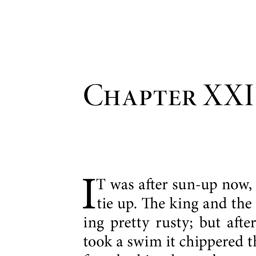 CHAPTER XXI
IT was after sun-up now,
tie up. The king and the
ing pretty rusty; but after
took a swim it chippered th